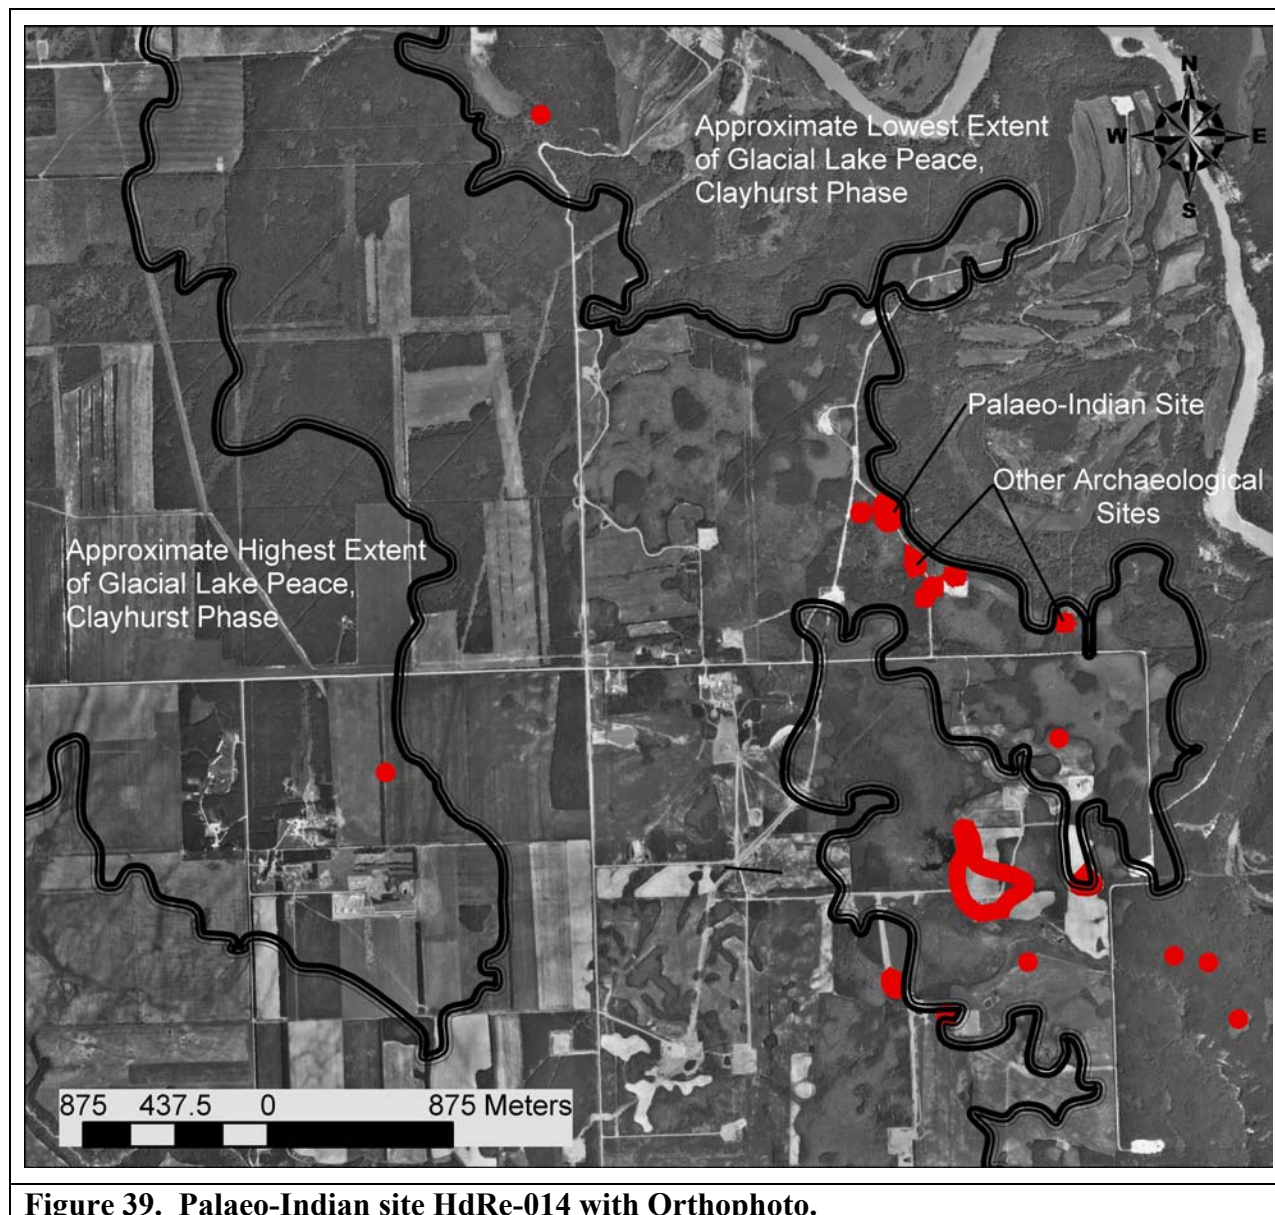 N
W E
S
Approximate Lowest Extent
of Glacial Lake Peace,
Clayhurst Phase
Palaeo-Indian Site
Other Archaeological
Sites
Approximate Highest Extent
of Glacial Lake Peace,
Clayhurst Phase
875 437.5 0 875 Meters
Figure 39. Palaeo-Indian site HdRe-014 with Orthophoto.